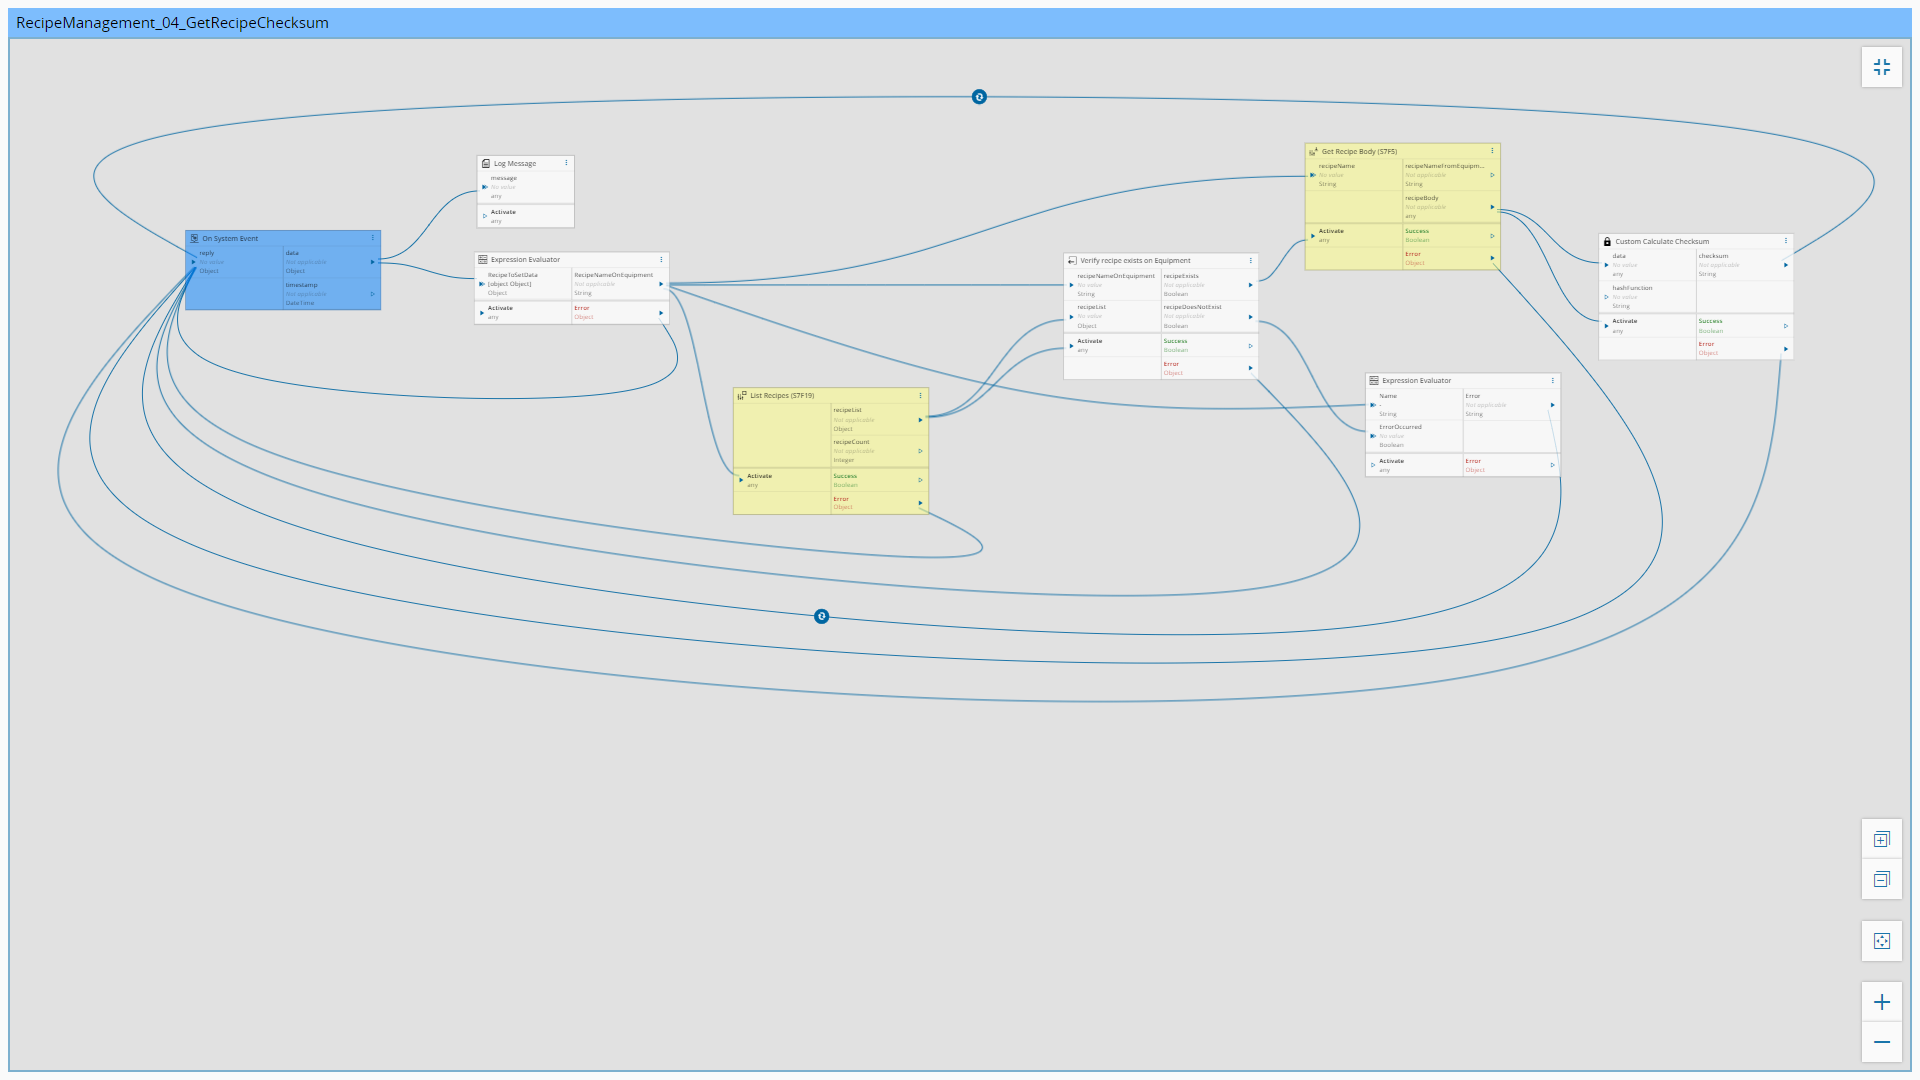 RecipeManagement_04_GetRecipeChecksum
Log Message
message
No value
any
Activate
any
On System Event
reply
No value
Object
data
Not applicable
Object
timestamp
Not applicable
DateTime
Expression Evaluator
RecipeToSetData
[object Object]
Object
RecipeNameOnEquipment
Not applicable
String
Activate
any
Error
Object
List Recipes (S7F19)
recipeList
Not applicable
Object
recipeCount
Not applicable
Integer
Activate
any
Success
Boolean
Error
Object
Verify recipe exists on Equipment
recipeNameOnEquipment
No value
String
recipeExists
Not applicable
Boolean
recipeList
No value
Object
recipeDoesNotExist
Not applicable
Boolean
Activate
any
Success
Boolean
Error
Object
Get Recipe Body (S7F5)
recipeName
No value
String
recipeNameFromEquipm...
Not applicable
String
recipeBody
Not applicable
any
Activate
any
Success
Boolean
Error
Object
Expression Evaluator
Name
-
String
Error
Not applicable
String
ErrorOccurred
No value
Boolean
Activate
any
Error
Object
Custom Calculate Checksum
data
No value
any
checksum
Not applicable
String
hashFunction
No value
String
Activate
any
Success
Boolean
Error
Object